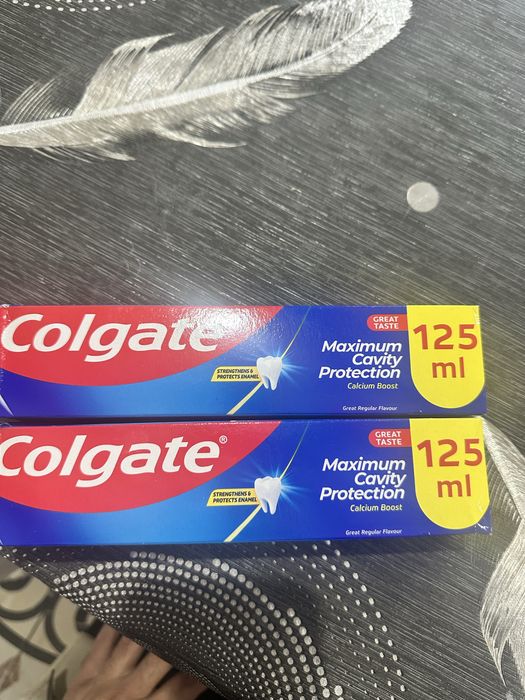 Colgate
GREAT
TASTE
Maximum
Cavity
Protection
Calcium Boost
Great Regular Flavour
STRENGTHENS &
PROTECTS ENAMEL
125
ml
Colgate®
GREAT
TASTE
Maximum
Cavity
Protection
Calcium Boost
Great Regular Flavour
STRENGTHENS &
PROTECTS ENAMEL
125
ml